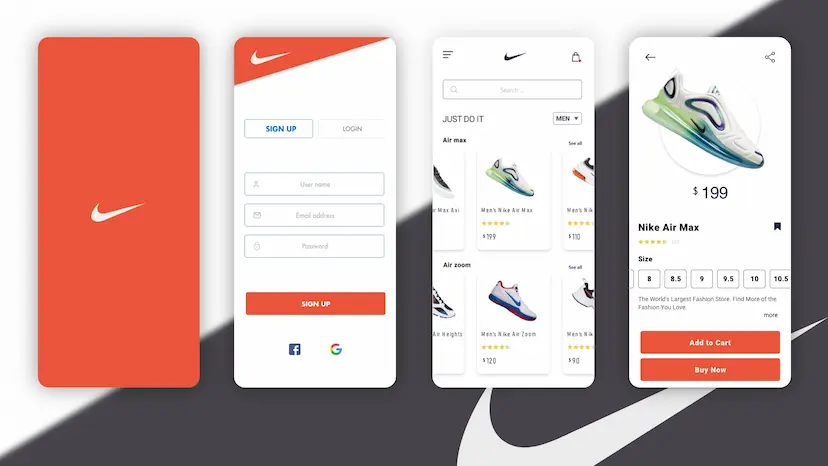 SIGN UP
LOGIN
User name
Email address
Password
SIGN UP
Search...
JUST DO IT
MEN
Air max
See all
r Max Axi
Men's Nike Air Max
Men's N
$199
$110
Air zoom
See all
Air Heights
Men's Nike Air Zoom
Men's N
$120
$90
$ 199
Nike Air Max
Size
8
8.5
9
9.5
10
10.5
The World's Largest Fashion Store. Find More of the
Fashion You Love.
more
Add to Cart
Buy Now